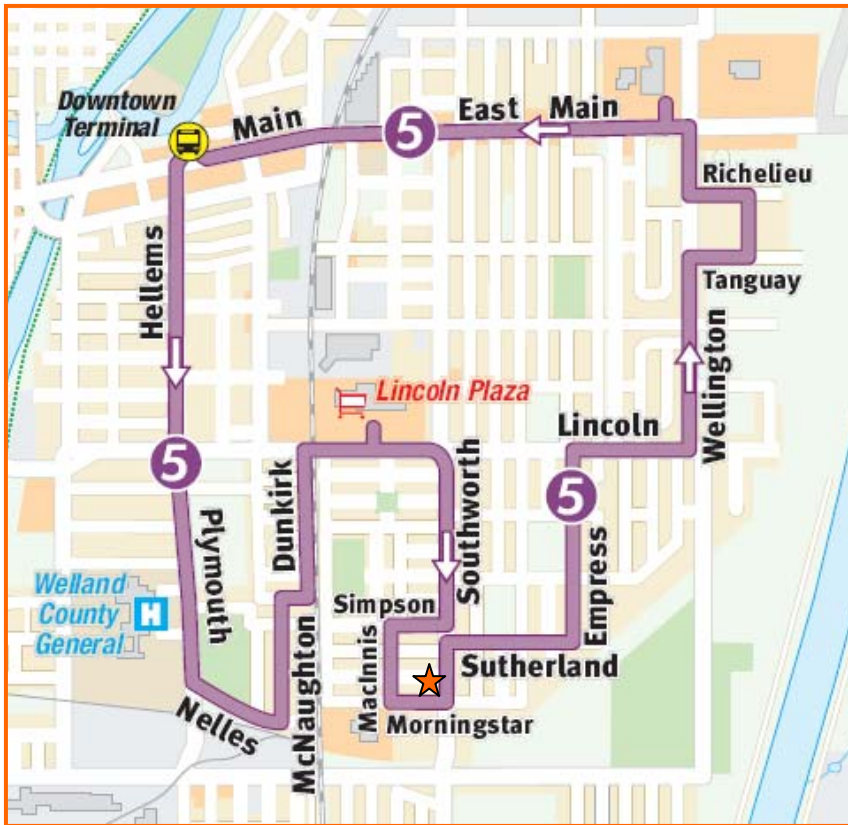 Downtown
Terminal
Main
5
East Main
Richelieu
Tanguay
Hellems
Wellington
Lincoln Plaza
Lincoln
5
Dunkirk
Southworth
5
Plymouth
Empress
Welland
County
General
H
Simpson
MacInnis
Sutherland
McNaughton
Nelles
Morningstar